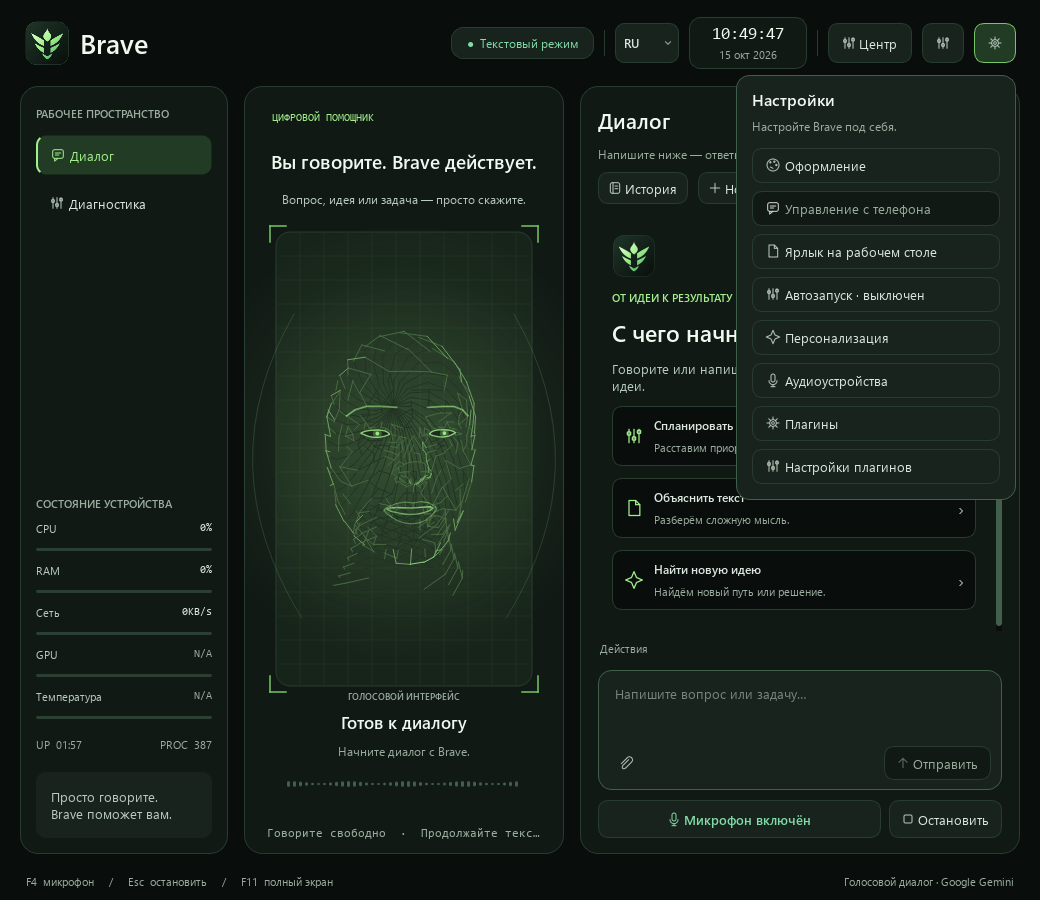 Brave
● Текстовый режим
RU
10:49:47
15 окт 2026
Центр
РАБОЧЕЕ ПРОСТРАНСТВО
Диалог
Диагностика
СОСТОЯНИЕ УСТРОЙСТВА
CPU 0%
RAM 0%
Сеть 0KB/s
GPU N/A
Температура N/A
UP 01:57 PROC 387
Просто говорите.
Brave поможет вам.
ЦИФРОВОЙ ПОМОЩНИК
Вы говорите. Brave действует.
Вопрос, идея или задача — просто скажите.
ГОЛОСОВОЙ ИНТЕРФЕЙС
Готов к диалогу
Начните диалог с Brave.
Говорите свободно · Продолжайте текс…
Диалог
Напишите ниже —
История
ОТ ИДЕИ К РЕЗУЛЬТАТУ
С чего
Говорите или
идеи.
Спланировать
Расставим
Объяснить текст
Разберём сложную мысль.
Найти новую идею
Найдём новый путь или решение.
Настройки
Настройте Brave под себя.
Оформление
Управление с телефона
Ярлык на рабочем столе
Автозапуск · выключен
Персонализация
Аудиоустройства
Плагины
Настройки плагинов
Действия
Напишите вопрос или задачу…
Отправить
Микрофон включён
Остановить
F4 микрофон / Esc остановить / F11 полный экран
Голосовой диалог · Google Gemini